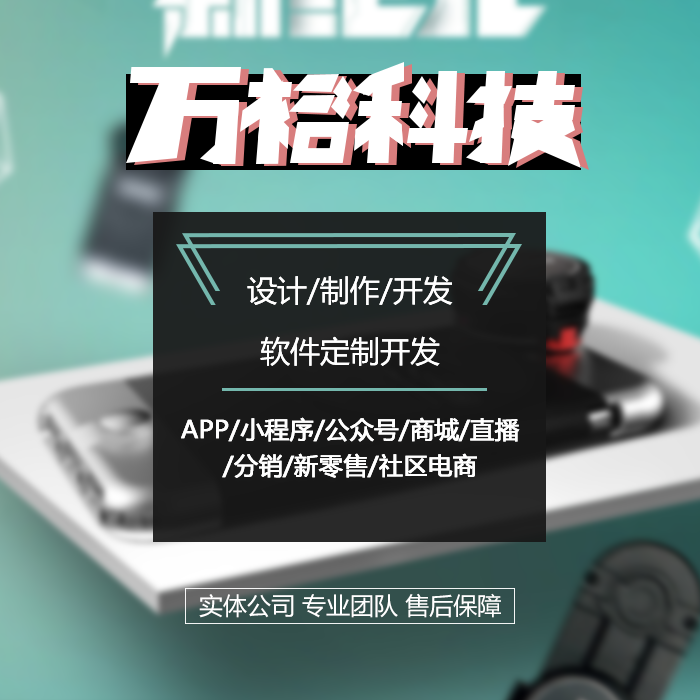 万裕科技
设计/制作/开发
软件定制开发
APP/小程序/公众号/商城/直播
/分销/新零售/社区电商
实体公司 专业团队 售后保障